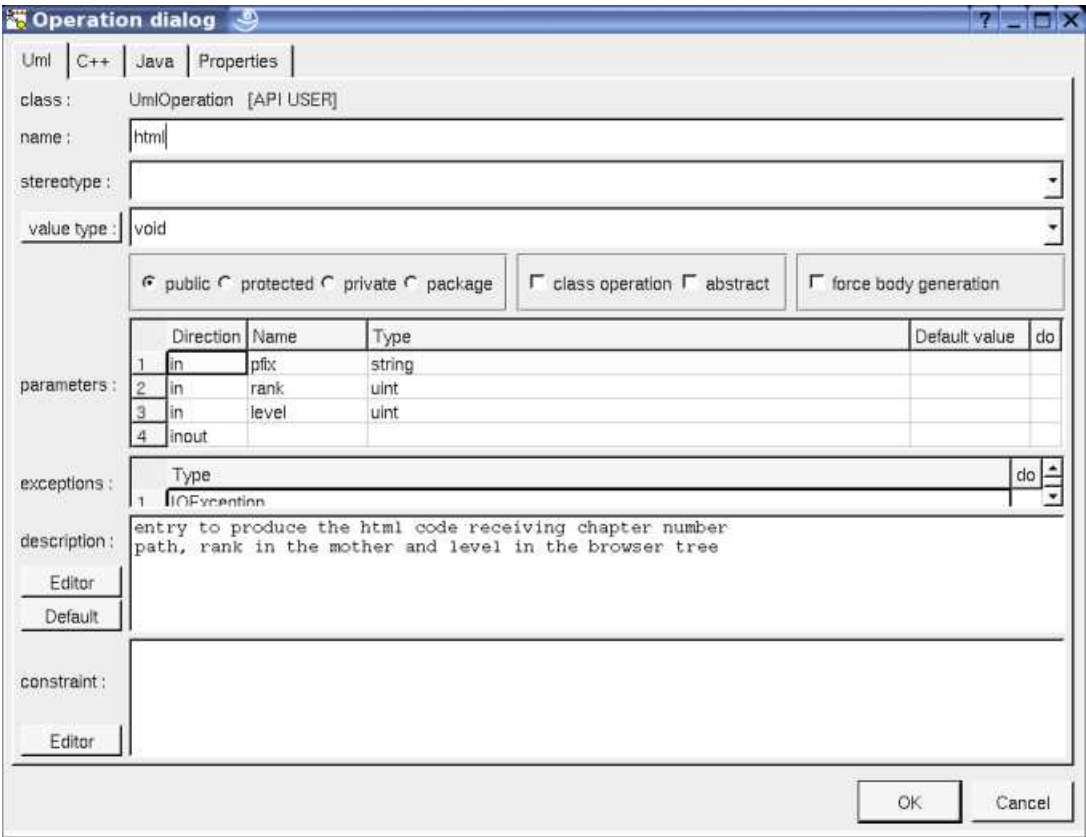 Operation dialog ? _ □ X
Uml C++ Java Properties
class : UmlOperation [API USER]
name : html
stereotype :
value type : void
public protected private package class operation abstract force body generation
Direction Name Type Default value do
1 in pfix string
parameters : 2 in rank uint
3 in level uint
4 inout
Type do
exceptions :
1 IOException
entry to produce the html code receiving chapter number
description : path, rank in the mother and level in the browser tree
Editor
Default
constraint :
Editor
OK Cancel